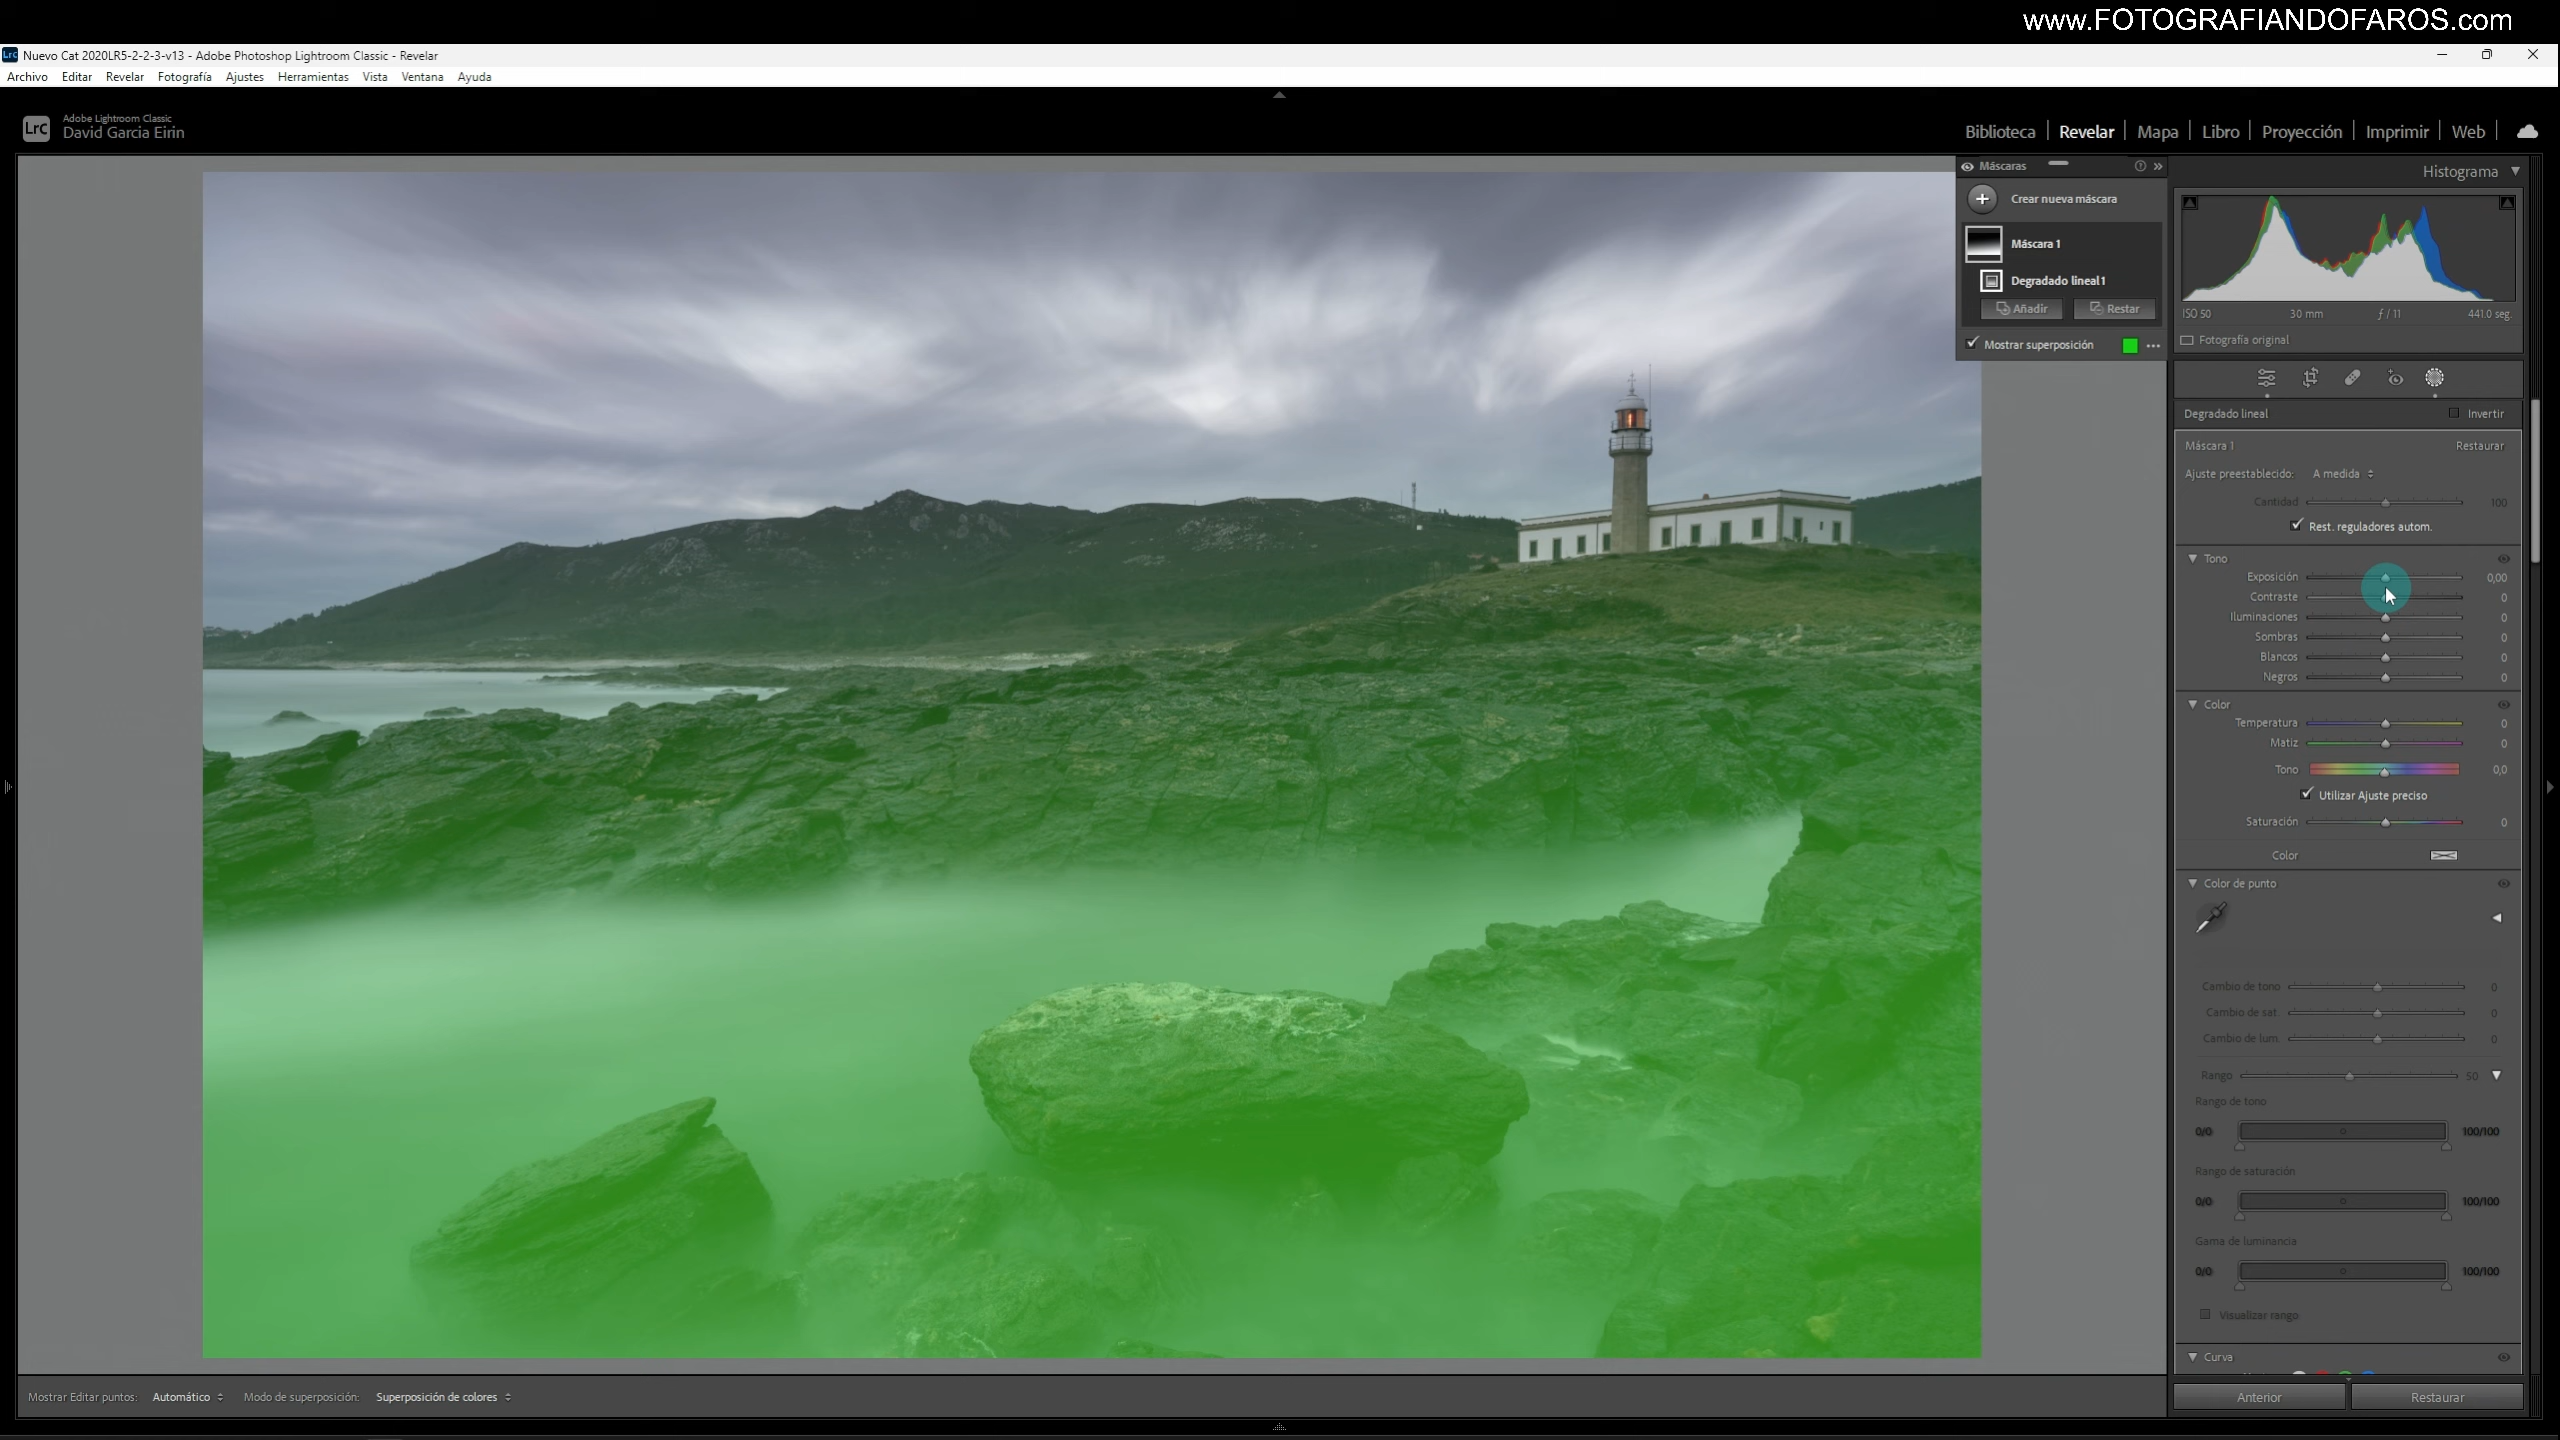 www.FOTOGRAFIANDOFAROS.com
Nuevo Cat 2020LR5-2-2-3-v13 - Adobe Photoshop Lightroom Classic - Revelar
Archivo Editar Revelar Fotografía Ajustes Herramientas Vista Ventana Ayuda
LrC
Adobe Lightroom Classic
David Garcia Eirin
Biblioteca | Revelar | Mapa | Libro | Proyección | Imprimir | Web |
Máscaras
Crear nueva máscara
Máscara 1
Degradado lineal 1
Añadir Restar
Mostrar superposición
Histograma
ISO 50 30 mm ƒ / 11 441,0 seg.
Fotografía original
Degradado lineal Invertir
Máscara 1 Restaurar
Ajuste preestablecido: A medida
Cantidad 100
Rest. reguladores autom.
Tono
Exposición 0,00
Contraste 0
Iluminaciones 0
Sombras 0
Blancos 0
Negros 0
Color
Temperatura 0
Matiz 0
Tono 0,0
Utilizar Ajuste preciso
Saturación 0
Color
Color de punto
Cambio de tono 0
Cambio de sat. 0
Cambio de lum. 0
Rango 50
Rango de tono
0/0 100/100
Rango de saturación
0/0 100/100
Gama de luminancia
0/0 100/100
Visualizar rango
Curva
Anterior Restaurar
Mostrar Editar puntos: Automático Modo de superposición: Superposición de colores